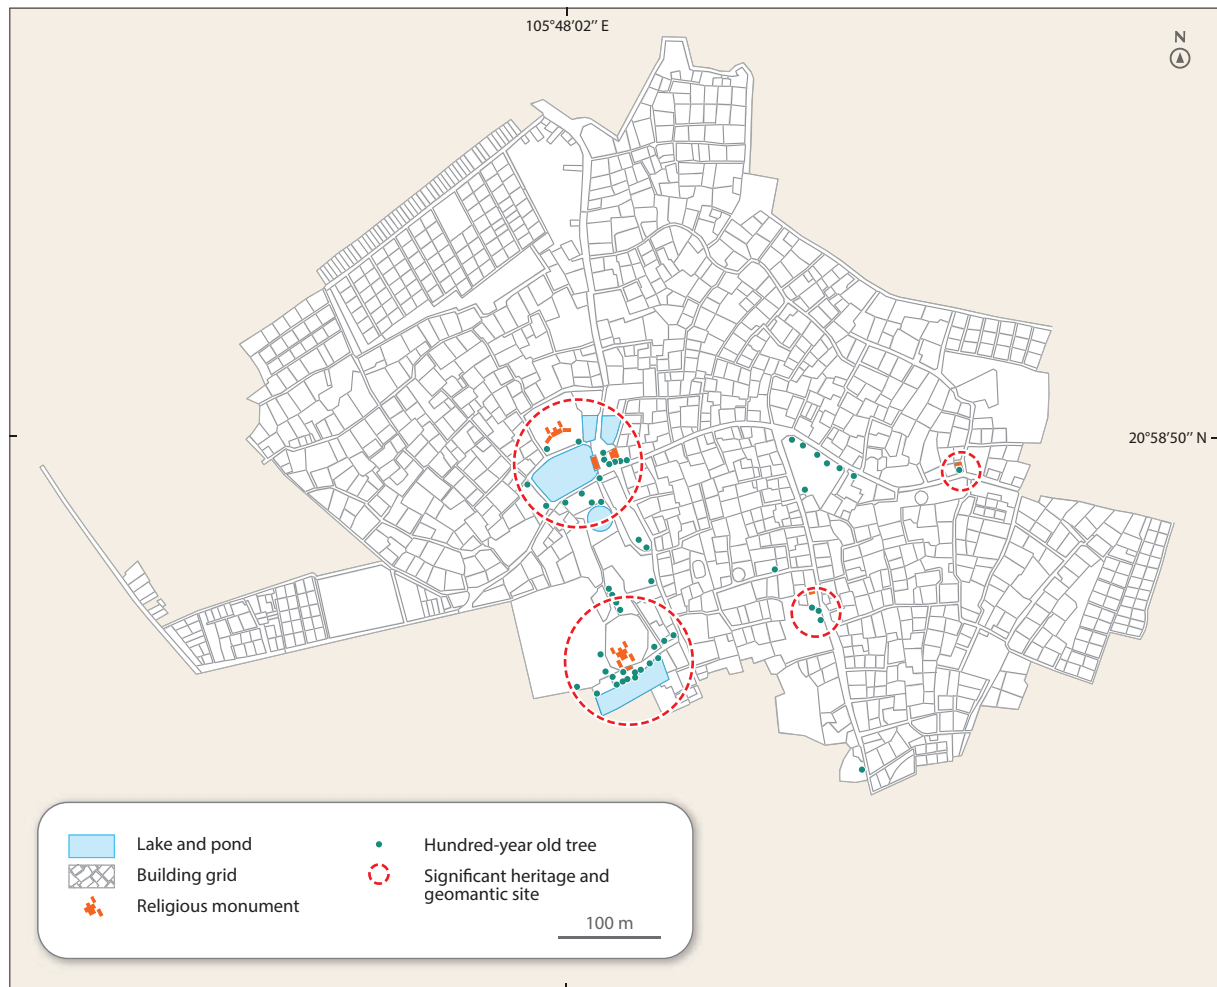 105°48’02’’ E
N
20°58’50’’ N
Lake and pond
Building grid
Religious monument
Hundred-year old tree
Significant heritage and
geomantic site
100 m